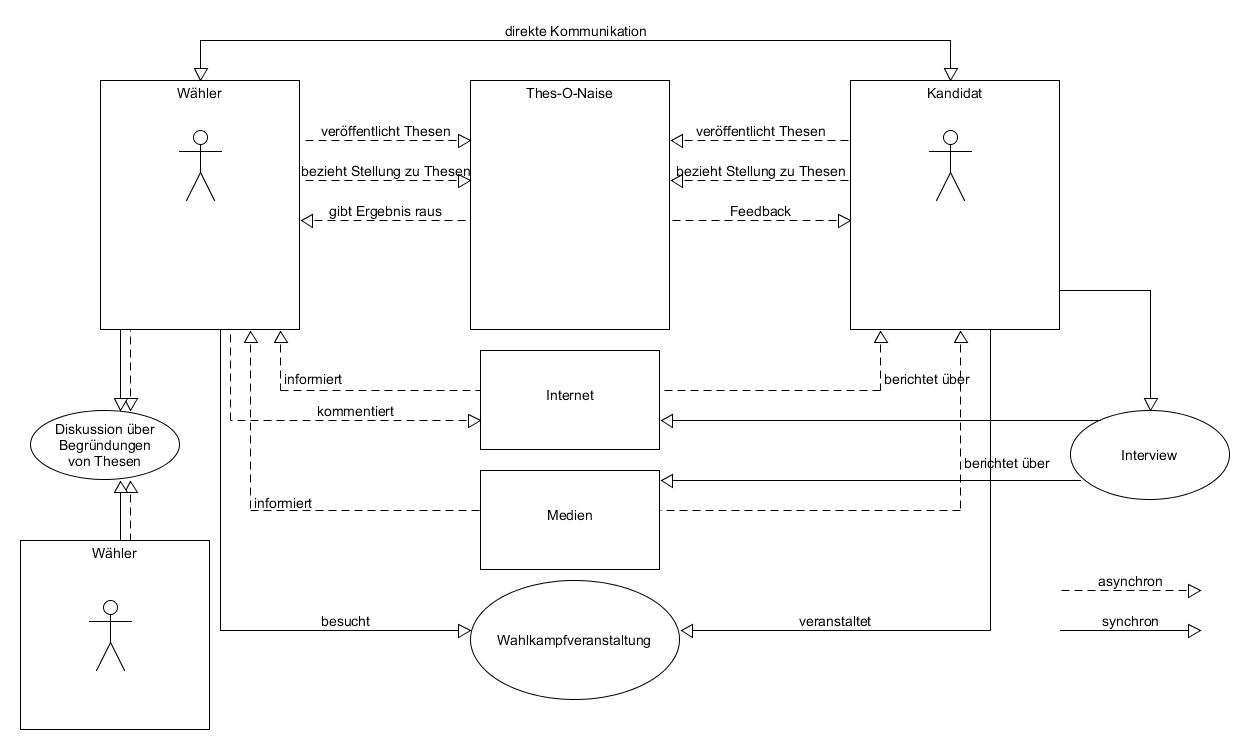 direkte Kommunikation
Wähler
Thes-O-Naise
Kandidat
veröffentlicht Thesen
veröffentlicht Thesen
bezieht Stellung zu Thesen
bezieht Stellung zu Thesen
gibt Ergebnis raus
Feedback
informiert
Internet
berichtet über
kommentiert
Diskussion über
Begründungen
von Thesen
Interview
berichtet über
informiert
Medien
Wähler
asynchron
besucht
Wahlkampfveranstaltung
veranstaltet
synchron